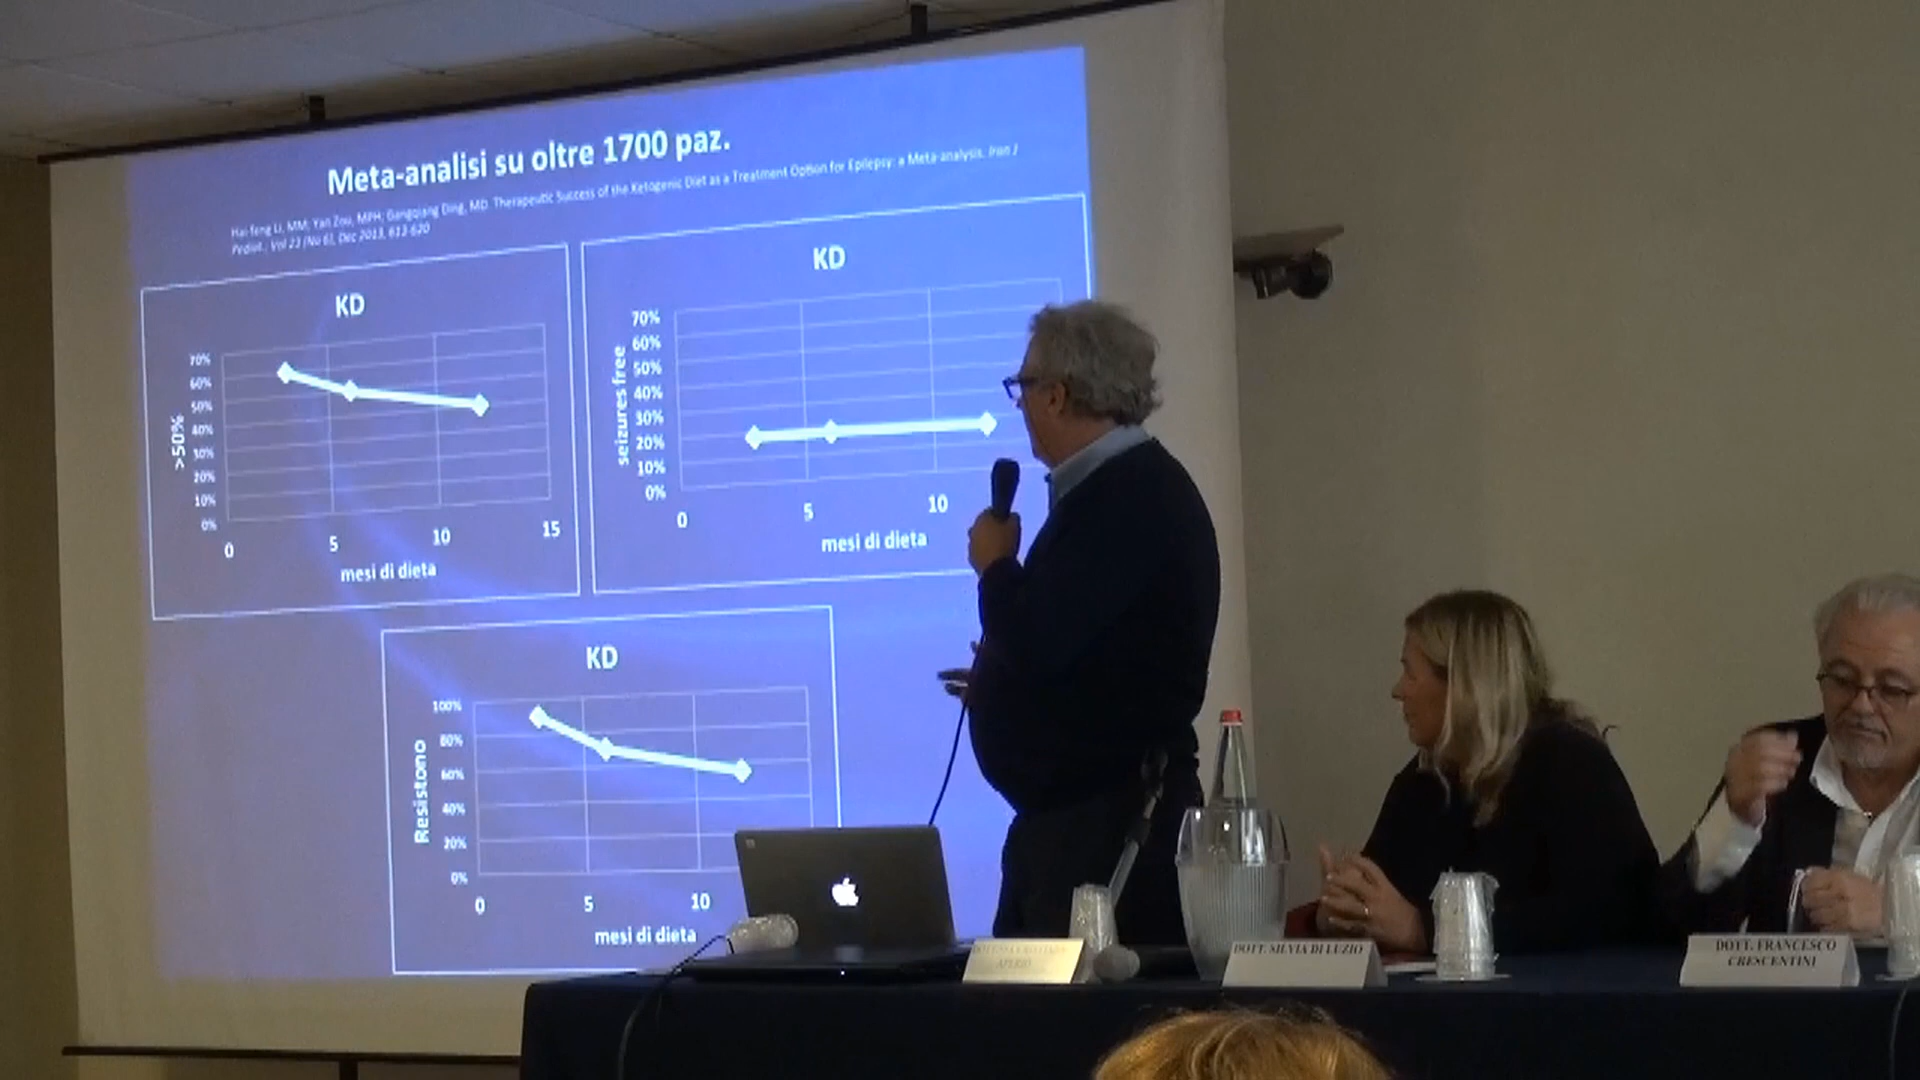 Meta-analisi su oltre 1700 paz.
Hai-feng Li, MM; Yan Zou, MPH; Gangqiang Ding, MD. Therapeutic Success of the Ketogenic Diet as a Treatment Option for Epilepsy: a Meta-analysis. Iran J
Pediat. Vol 23 (No 6), Dec 2013, 613-620
KD
70%
60%
50%
40%
30%
20%
10%
0%
>50%
0 5 10 15
mesi di dieta
KD
70%
60%
50%
40%
30%
20%
10%
0%
seizures free
0 5 10
mesi di dieta
KD
100%
80%
60%
40%
20%
0%
Resistono
0 5 10
mesi di dieta
DOTT. SILVIA DI LUZIO
DOTT. FRANCESCO
CRESCENTINI